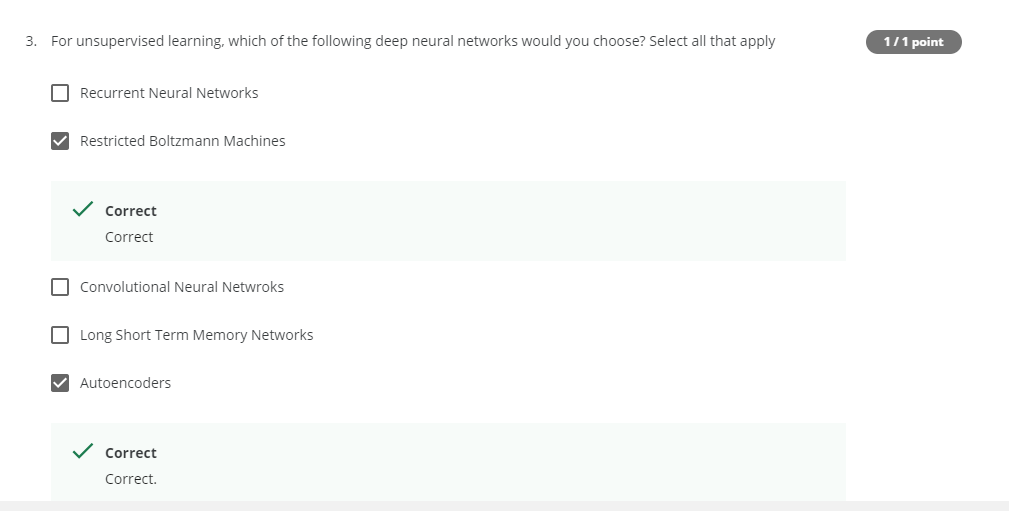 3. For unsupervised learning, which of the following deep neural networks would you choose? Select all that apply
1 / 1 point
Recurrent Neural Networks
Restricted Boltzmann Machines
Correct
Correct
Convolutional Neural Netwroks
Long Short Term Memory Networks
Autoencoders
Correct
Correct.